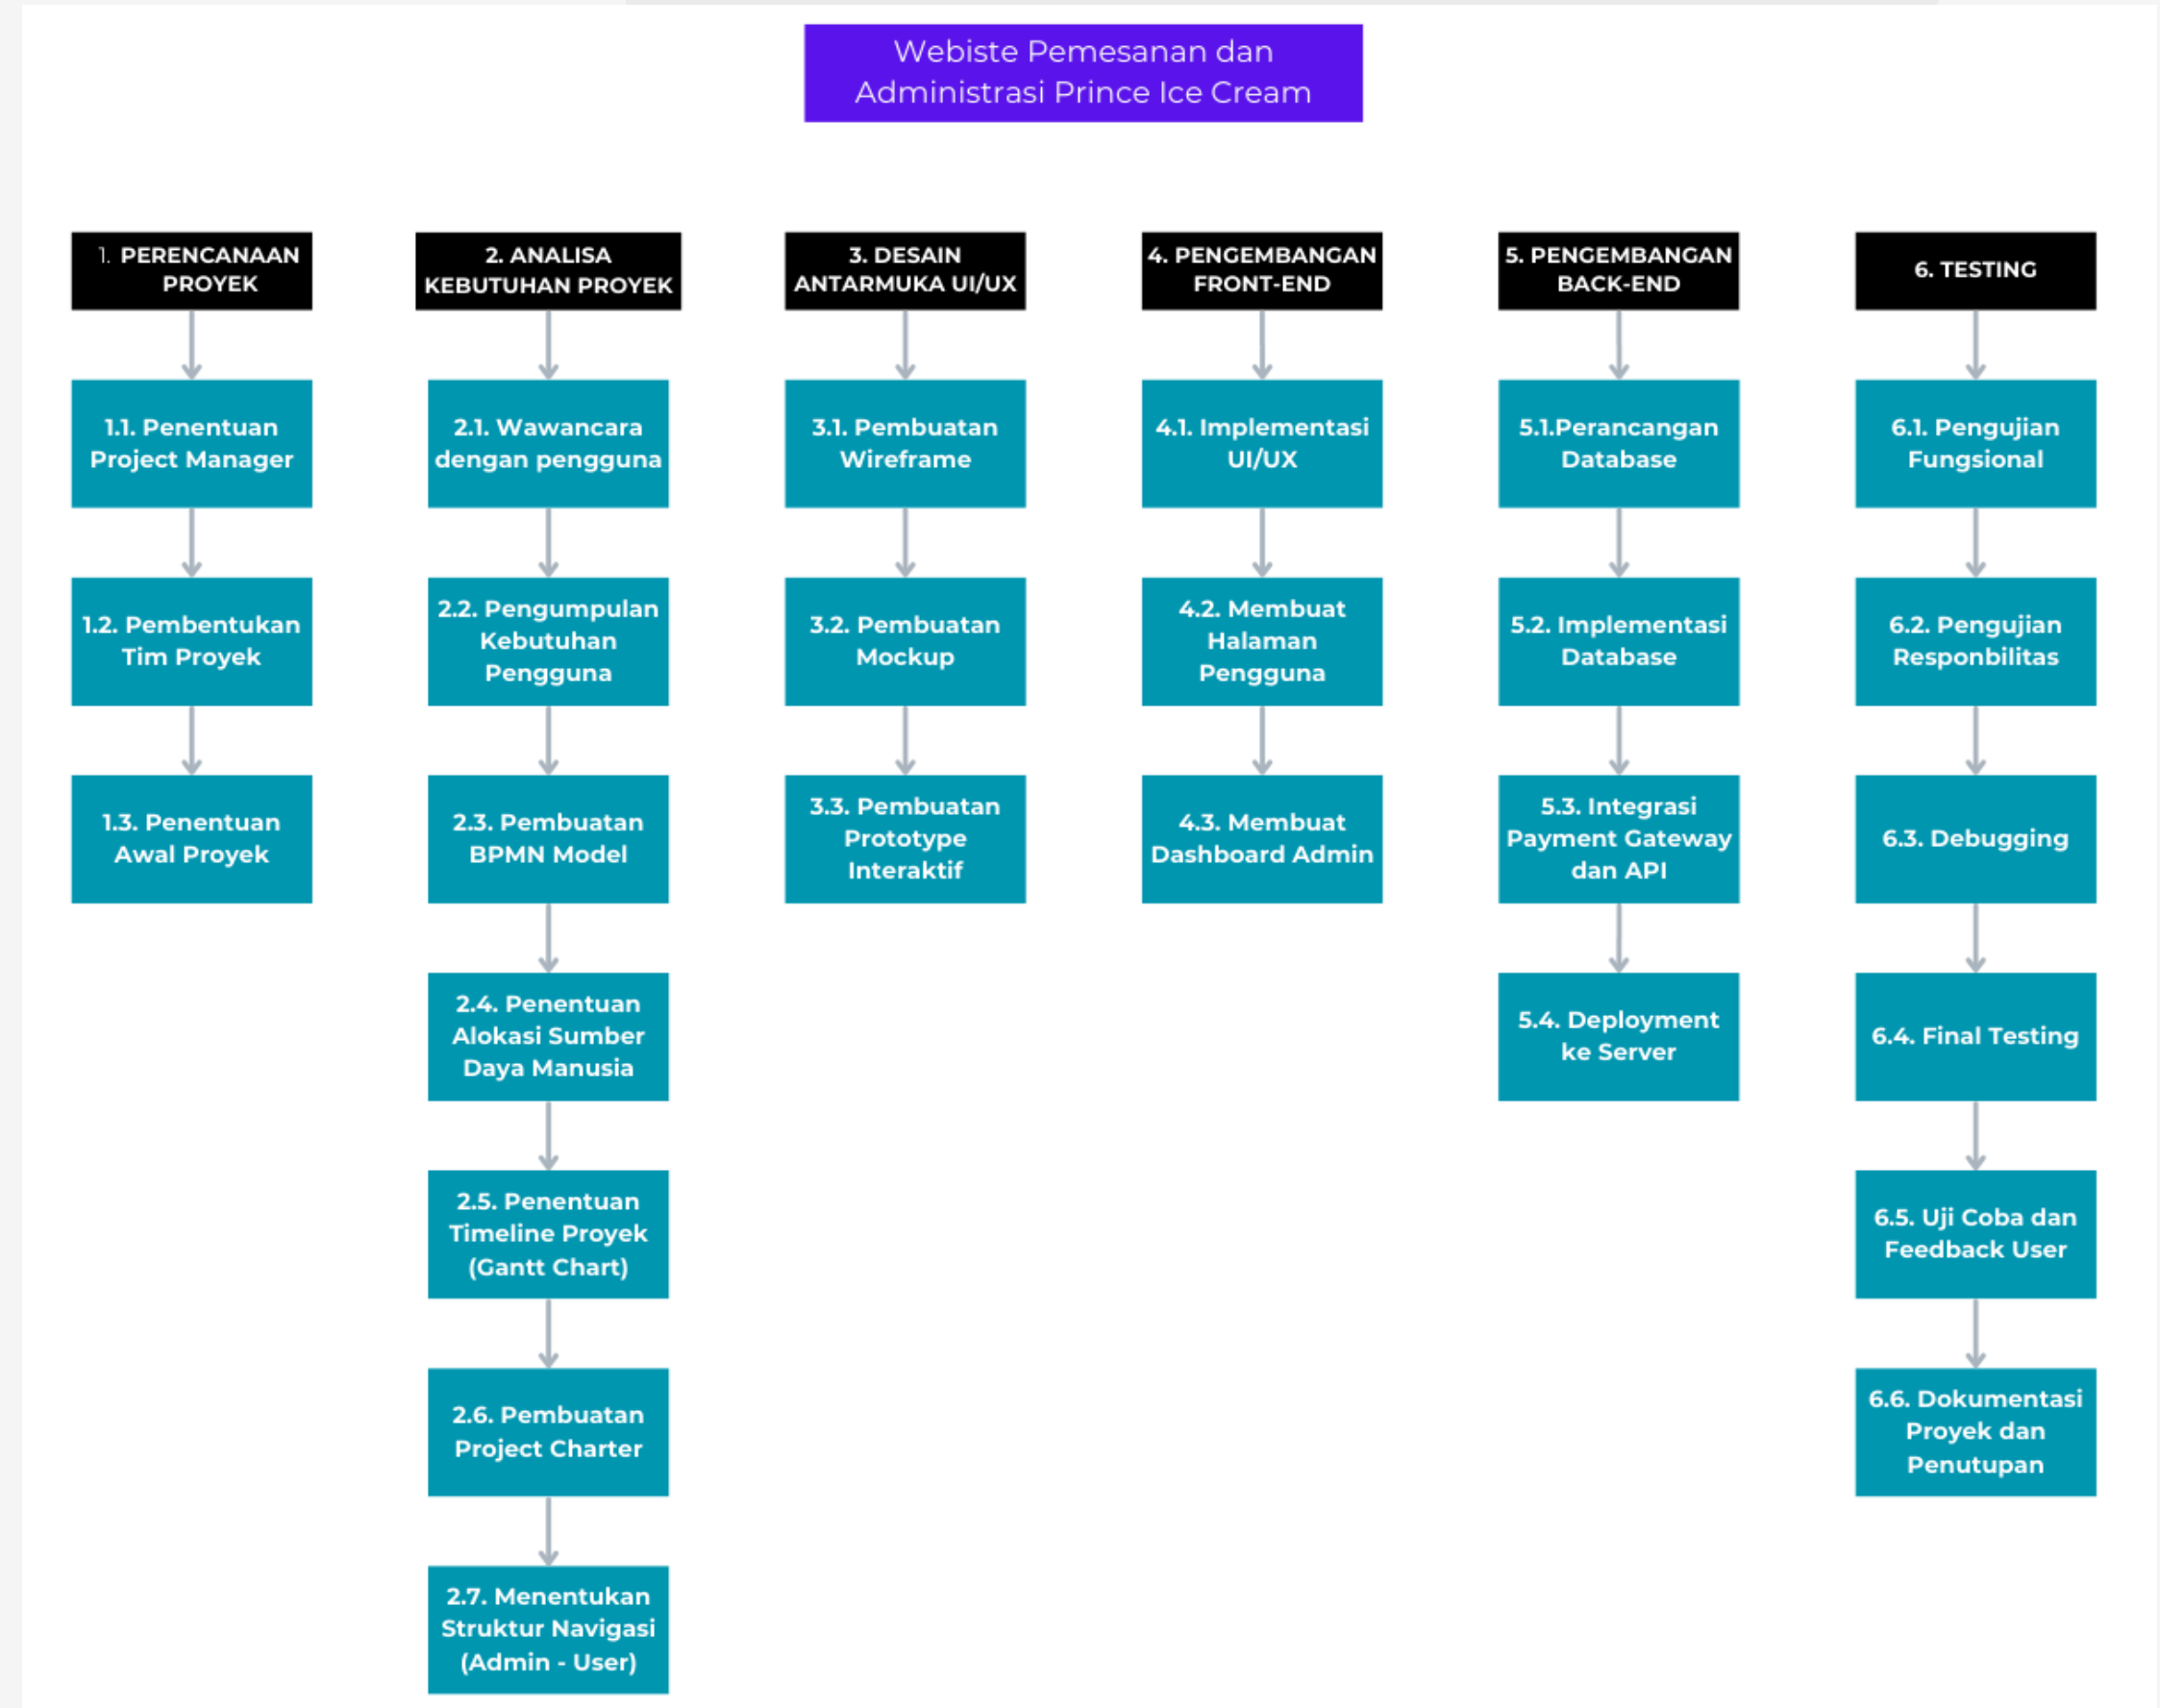 Webiste Pemesanan dan
Administrasi Prince Ice Cream
1. PERENCANAAN
PROYEK
1.1. Penentuan
Project Manager
1.2. Pembentukan
Tim Proyek
1.3. Penentuan
Awal Proyek
2. ANALISA
KEBUTUHAN PROYEK
2.1. Wawancara
dengan pengguna
2.2. Pengumpulan
Kebutuhan
Pengguna
2.3. Pembuatan
BPMN Model
2.4. Penentuan
Alokasi Sumber
Daya Manusia
2.5. Penentuan
Timeline Proyek
(Gantt Chart)
2.6. Pembuatan
Project Charter
2.7. Menentukan
Struktur Navigasi
(Admin - User)
3. DESAIN
ANTARMUKA UI/UX
3.1. Pembuatan
Wireframe
3.2. Pembuatan
Mockup
3.3. Pembuatan
Prototype
Interaktif
4. PENGEMBANGAN
FRONT-END
4.1. Implementasi
UI/UX
4.2. Membuat
Halaman
Pengguna
4.3. Membuat
Dashboard Admin
5. PENGEMBANGAN
BACK-END
5.1.Perancangan
Database
5.2. Implementasi
Database
5.3. Integrasi
Payment Gateway
dan API
5.4. Deployment
ke Server
6. TESTING
6.1. Pengujian
Fungsional
6.2. Pengujian
Responbilitas
6.3. Debugging
6.4. Final Testing
6.5. Uji Coba dan
Feedback User
6.6. Dokumentasi
Proyek dan
Penutupan